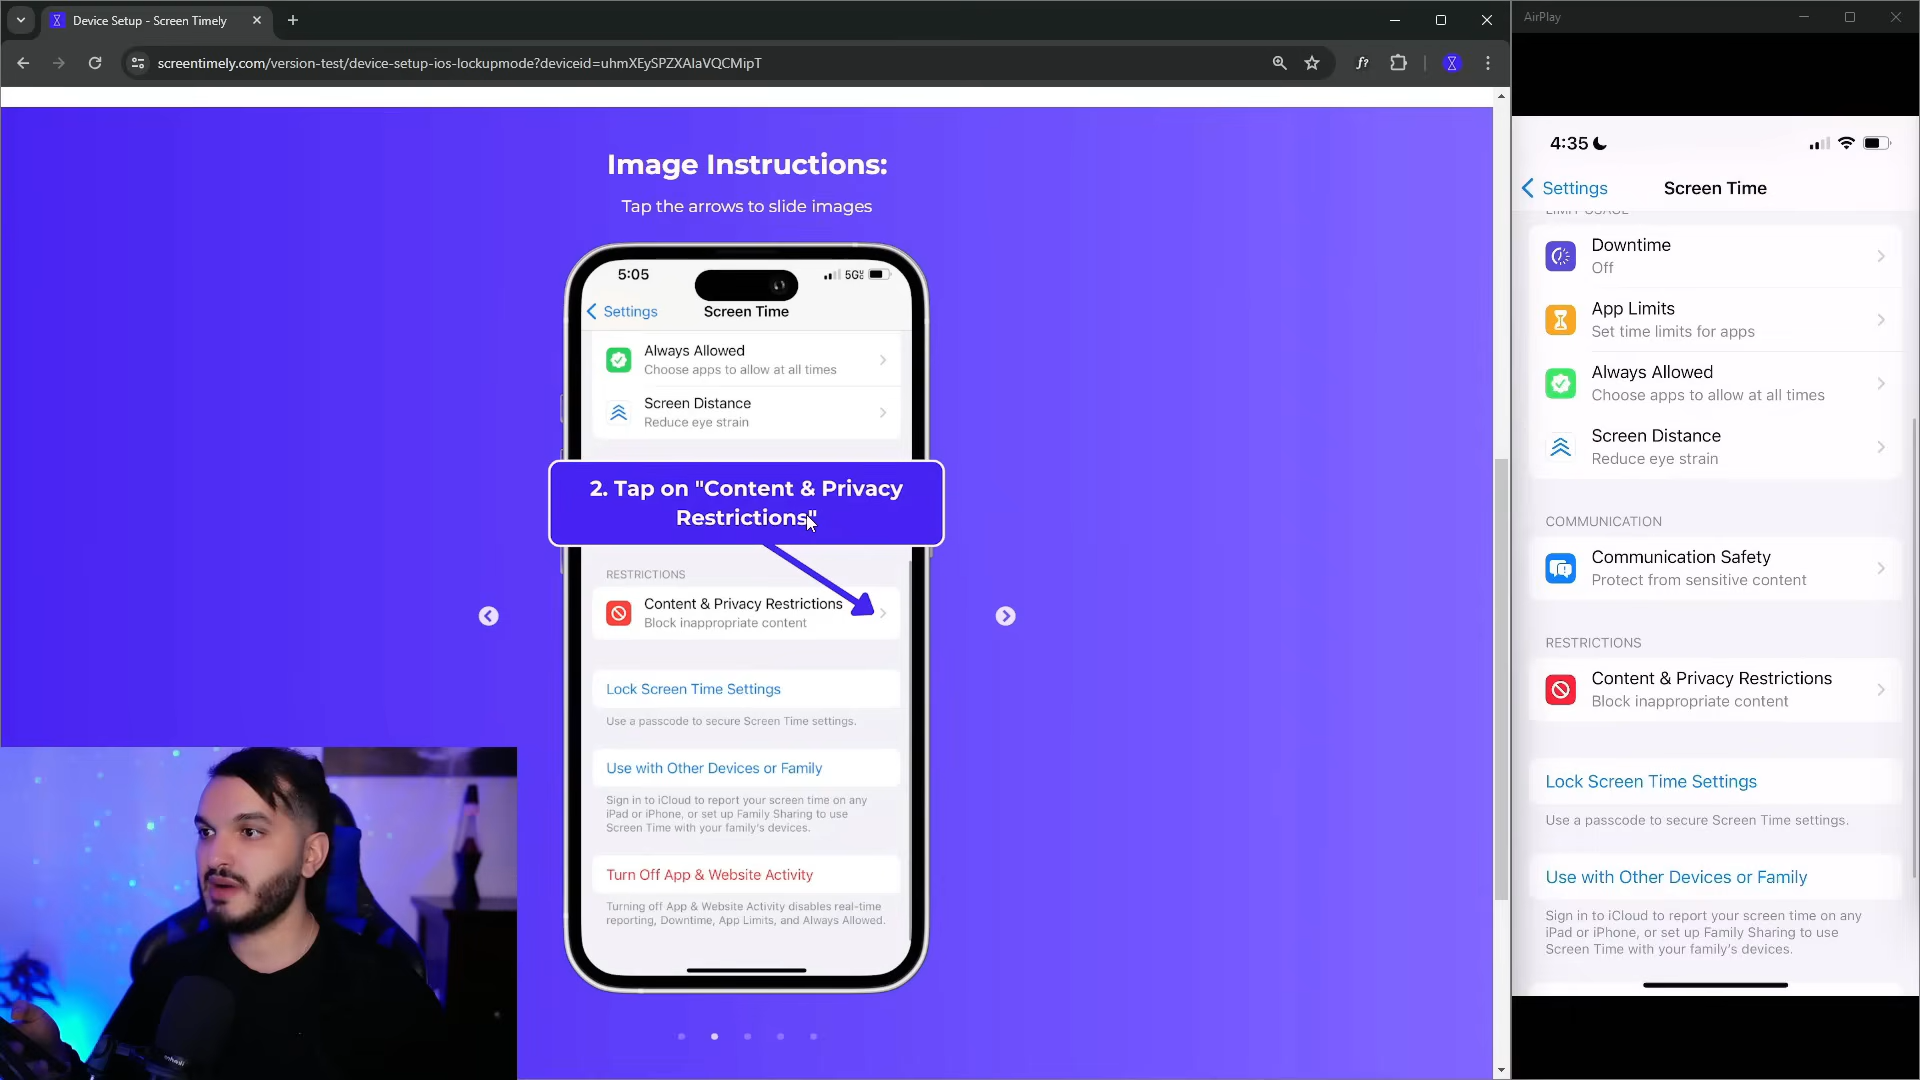 Device Setup - Screen Timely
screentimely.com/version-test/device-setup-ios-lockupmode?deviceid=uhmXEySPZXAIaVQCMipT
f?
Image Instructions:
Tap the arrows to slide images
5:05
5G
Settings
Screen Time
Always Allowed
Choose apps to allow at all times
Screen Distance
Reduce eye strain
2. Tap on "Content & Privacy
Restrictions"
RESTRICTIONS
Content & Privacy Restrictions
Block inappropriate content
Lock Screen Time Settings
Use a passcode to secure Screen Time settings.
Use with Other Devices or Family
Sign in to iCloud to report your screen time on any
iPad or iPhone, or set up Family Sharing to use
Screen Time with your family's devices.
Turn Off App & Website Activity
Turning off App & Website Activity disables real-time
reporting, Downtime, App Limits, and Always Allowed.
AirPlay
4:35
Settings
Screen Time
LIMIT USAGE
Downtime
Off
App Limits
Set time limits for apps
Always Allowed
Choose apps to allow at all times
Screen Distance
Reduce eye strain
COMMUNICATION
Communication Safety
Protect from sensitive content
RESTRICTIONS
Content & Privacy Restrictions
Block inappropriate content
Lock Screen Time Settings
Use a passcode to secure Screen Time settings.
Use with Other Devices or Family
Sign in to iCloud to report your screen time on any
iPad or iPhone, or set up Family Sharing to use
Screen Time with your family's devices.